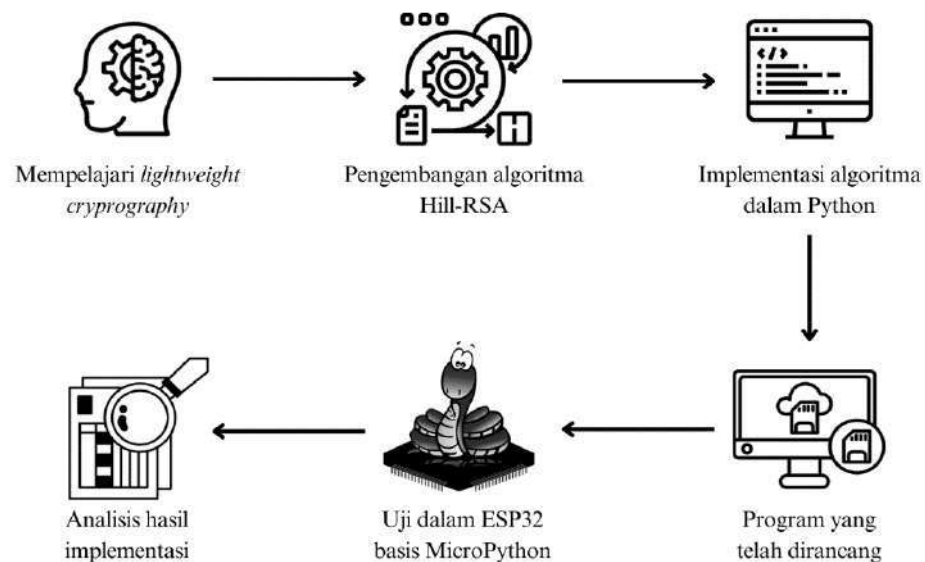 Mempelajari lightweight
cryprography
Pengembangan algoritma
Hill-RSA
Implementasi algoritma
dalam Python
Analisis hasil
implementasi
Uji dalam ESP32
basis MicroPython
Program yang
telah dirancang